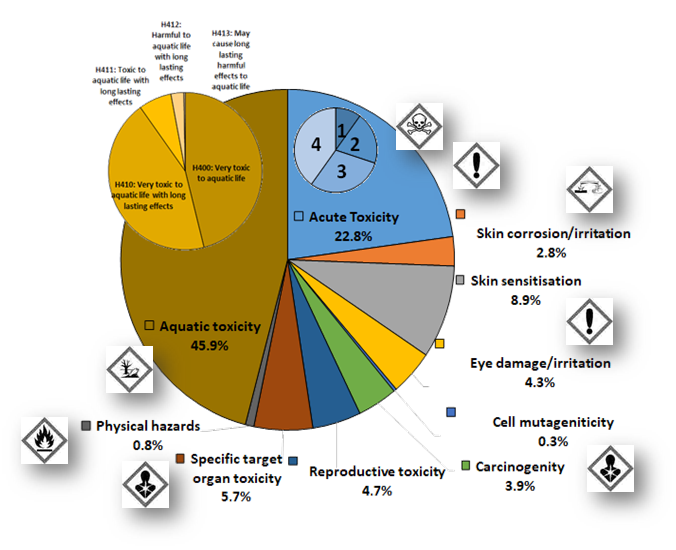 H412:
Harmful to
aquatic life
with long
lasting
effects
H413: May
cause long
lasting
harmful
effects to
aquatic life
H411: Toxic to
aquatic life with
long lasting
effects
H400: Very toxic
to aquatic life
H410: Very toxic to
aquatic life with long
lasting effects
1
2
3
4
Acute Toxicity
22.8%
Skin corrosion/irritation
2.8%
Skin sensitisation
8.9%
Eye damage/irritation
4.3%
Cell mutageniticity
0.3%
Carcinogenity
3.9%
Reproductive toxicity
4.7%
Specific target
organ toxicity
5.7%
Physical hazards
0.8%
Aquatic toxicity
45.9%